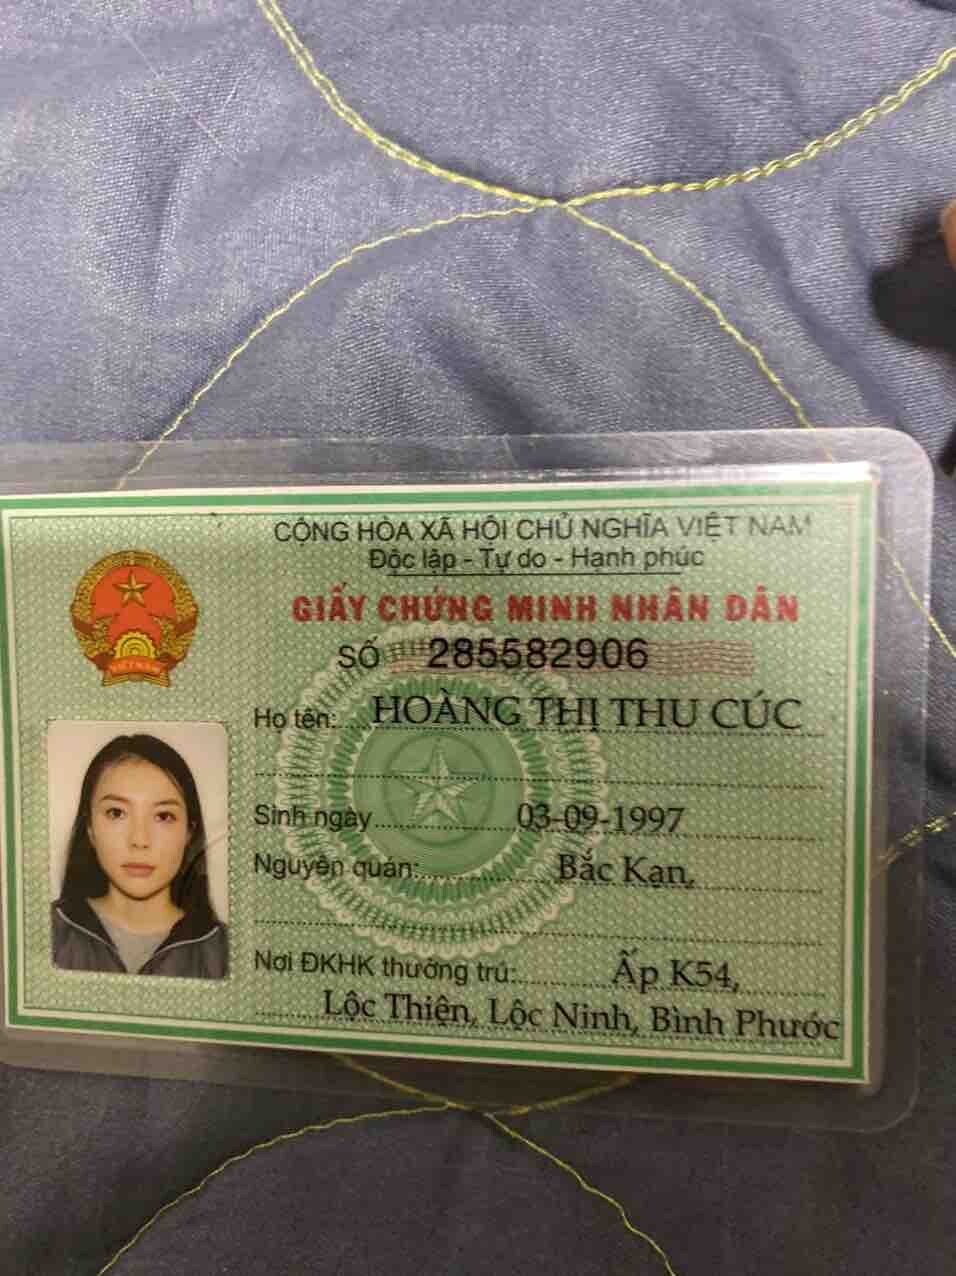 CỘNG HÒA XÃ HỘI CHỦ NGHĨA VIỆT NAM
Độc lập - Tự do - Hạnh phúc
GIẤY CHỨNG MINH NHÂN DÂN
SỐ 285582906
Họ tên: HOÀNG THỊ THU CÚC
Sinh ngày 03-09-1997
Nguyên quán: Bắc Kạn,
Nơi ĐKHK thường trú: Ấp K54,
Lộc Thiện, Lộc Ninh, Bình Phước
VIỆT NAM